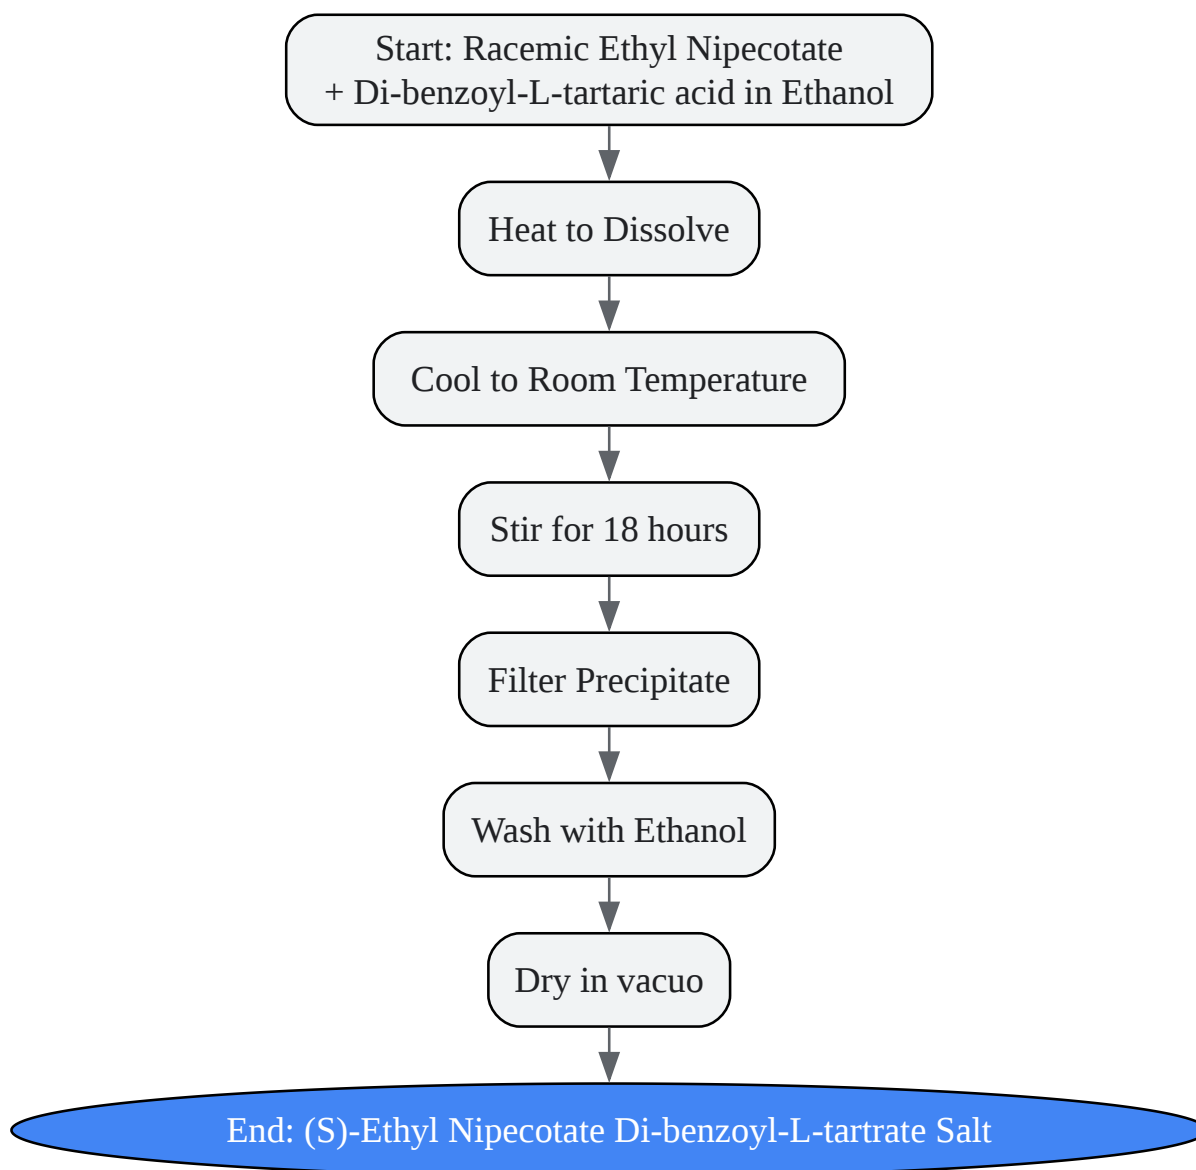 Start: Racemic Ethyl Nipecotate
+ Di-benzoyl-L-tartaric acid in Ethanol
Heat to Dissolve
Cool to Room Temperature
Stir for 18 hours
Filter Precipitate
Wash with Ethanol
Dry in vacuo
End: (S)-Ethyl Nipecotate Di-benzoyl-L-tartrate Salt